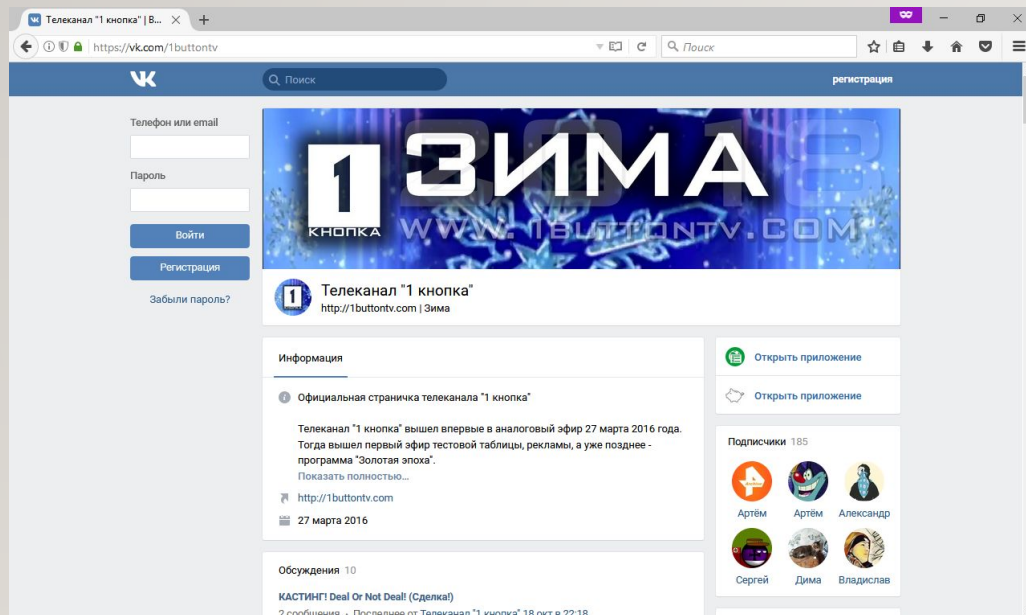 Телеканал "1 кнопка" | В...
https://vk.com/1buttontv
Поиск
Поиск
регистрация
Телефон или email
Пароль
Войти
Регистрация
Забыли пароль?
2018
1
КНОПКА
ЗИМА
WWW.1BUTTONTV.COM
1
Телеканал "1 кнопка"
http://1buttontv.com | Зима
Информация
Официальная страничка телеканала "1 кнопка"
Телеканал "1 кнопка" вышел впервые в аналоговый эфир 27 марта 2016 года.
Тогда вышел первый эфир тестовой таблицы, рекламы, а уже позднее -
программа "Золотая эпоха".
Показать полностью...
http://1buttontv.com
27 марта 2016
Обсуждения 10
КАСТИНГ! Deal Or Not Deal! (Сделка!)
2 сообщения · Последнее от Телеканал "1 кнопка" 18 окт в 22:18
Открыть приложение
Открыть приложение
Подписчики 185
Артём Артём Александр
Сергей Дима Владислав